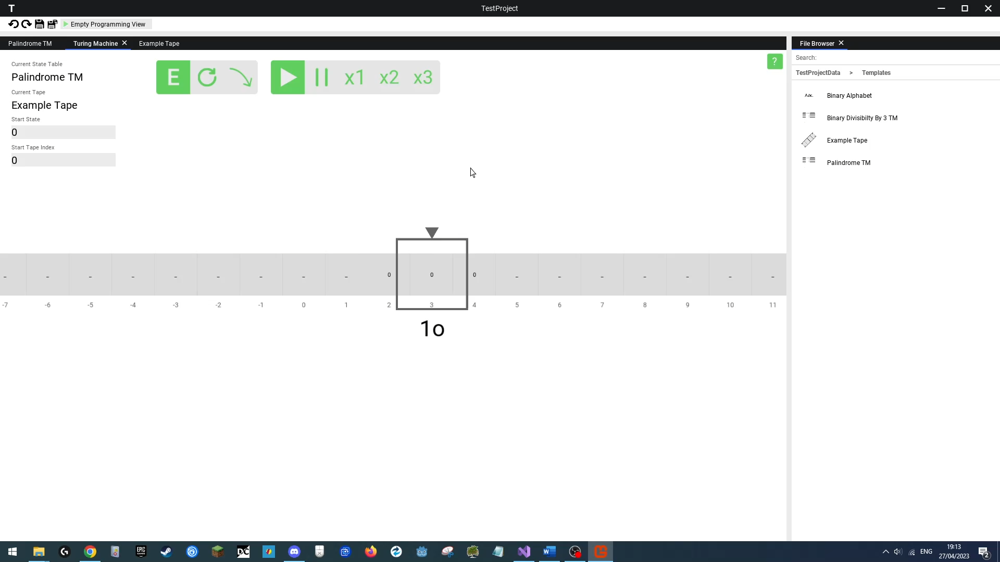 T TestProject
Empty Programming View
Palindrome TM Turing Machine Example Tape File Browser
Search:
TestProjectData > Templates
Current State Table
Palindrome TM
Current Tape
Example Tape
Start State
0
Start Tape Index
0
E x1 x2 x3
?
Binary Alphabet
Binary Divisibilty By 3 TM
Example Tape
Palindrome TM
- - - - - - - - - 0 0 0 - - - - - - -
-7 -6 -5 -4 -3 -2 -1 0 1 2 3 4 5 6 7 8 9 10 11
1o
EPIC GAMES
DC
ENG
19:13
27/04/2023
2